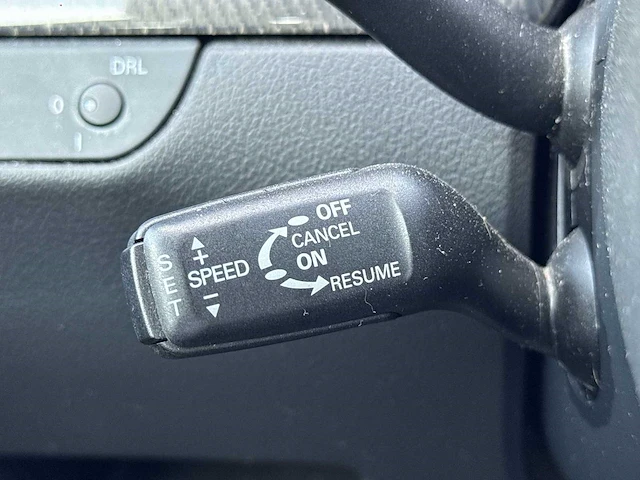 DRL
0
I
OFF
CANCEL
ON
RESUME
+
SPEED
−
SET